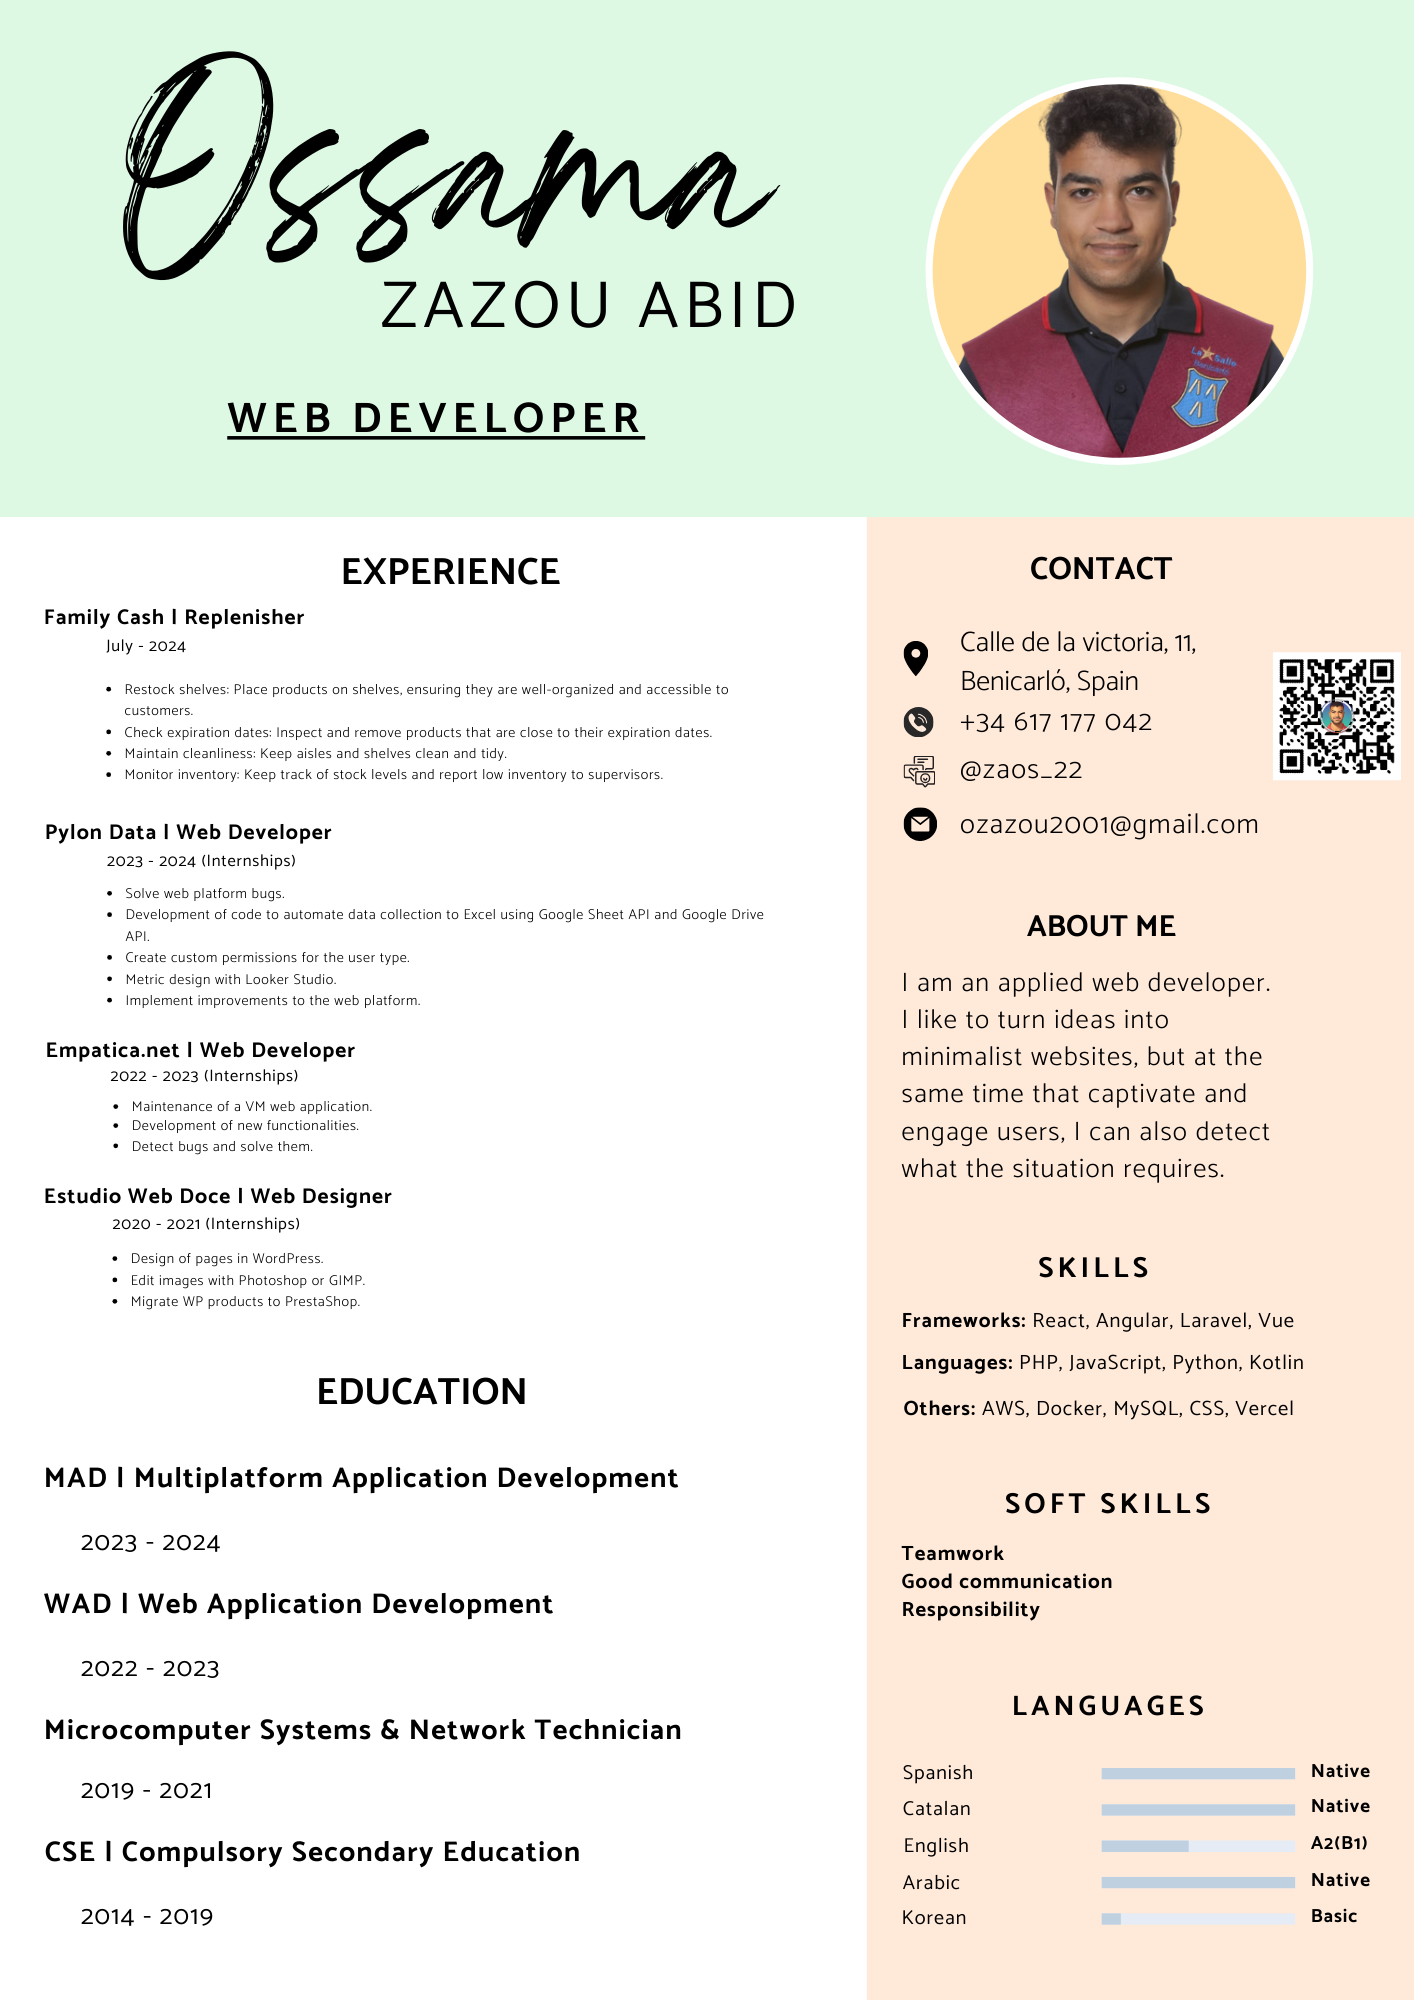 Ossama
ZAZOU ABID
WEB DEVELOPER
La Salle
Benicarló
EXPERIENCE
Family Cash | Replenisher
July - 2024
• Restock shelves: Place products on shelves, ensuring they are well-organized and accessible to
customers.
• Check expiration dates: Inspect and remove products that are close to their expiration dates.
• Maintain cleanliness: Keep aisles and shelves clean and tidy.
• Monitor inventory: Keep track of stock levels and report low inventory to supervisors.
Pylon Data | Web Developer
2023 - 2024 (Internships)
• Solve web platform bugs.
• Development of code to automate data collection to Excel using Google Sheet API and Google Drive
API.
• Create custom permissions for the user type.
• Metric design with Looker Studio.
• Implement improvements to the web platform.
Empatica.net | Web Developer
2022 - 2023 (Internships)
• Maintenance of a VM web application.
• Development of new functionalities.
• Detect bugs and solve them.
Estudio Web Doce | Web Designer
2020 - 2021 (Internships)
• Design of pages in WordPress.
• Edit images with Photoshop or GIMP.
• Migrate WP products to PrestaShop.
EDUCATION
MAD | Multiplatform Application Development
2023 - 2024
WAD | Web Application Development
2022 - 2023
Microcomputer Systems & Network Technician
2019 - 2021
CSE | Compulsory Secondary Education
2014 - 2019
CONTACT
Calle de la victoria, 11,
Benicarló, Spain
+34 617 177 042
@zaos_22
ozazou2001@gmail.com
ABOUT ME
I am an applied web developer.
I like to turn ideas into
minimalist websites, but at the
same time that captivate and
engage users, I can also detect
what the situation requires.
SKILLS
Frameworks: React, Angular, Laravel, Vue
Languages: PHP, JavaScript, Python, Kotlin
Others: AWS, Docker, MySQL, CSS, Vercel
SOFT SKILLS
Teamwork
Good communication
Responsibility
LANGUAGES
Spanish Native
Catalan Native
English A2(B1)
Arabic Native
Korean Basic